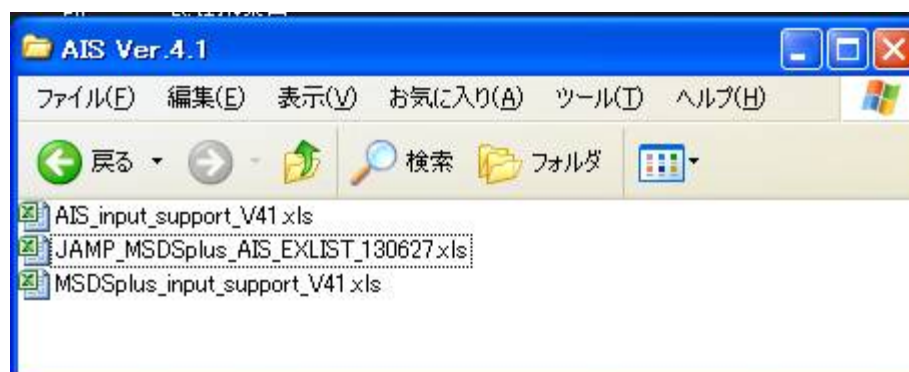 AIS Ver.4.1
ファイル(F) 編集(E) 表示(V) お気に入り(A) ツール(T) ヘルプ(H)
戻る 検索 フォルダ
AIS_input_support_V41.xls
JAMP_MSDSplus_AIS_EXLIST_130627.xls
MSDSplus_input_support_V41.xls